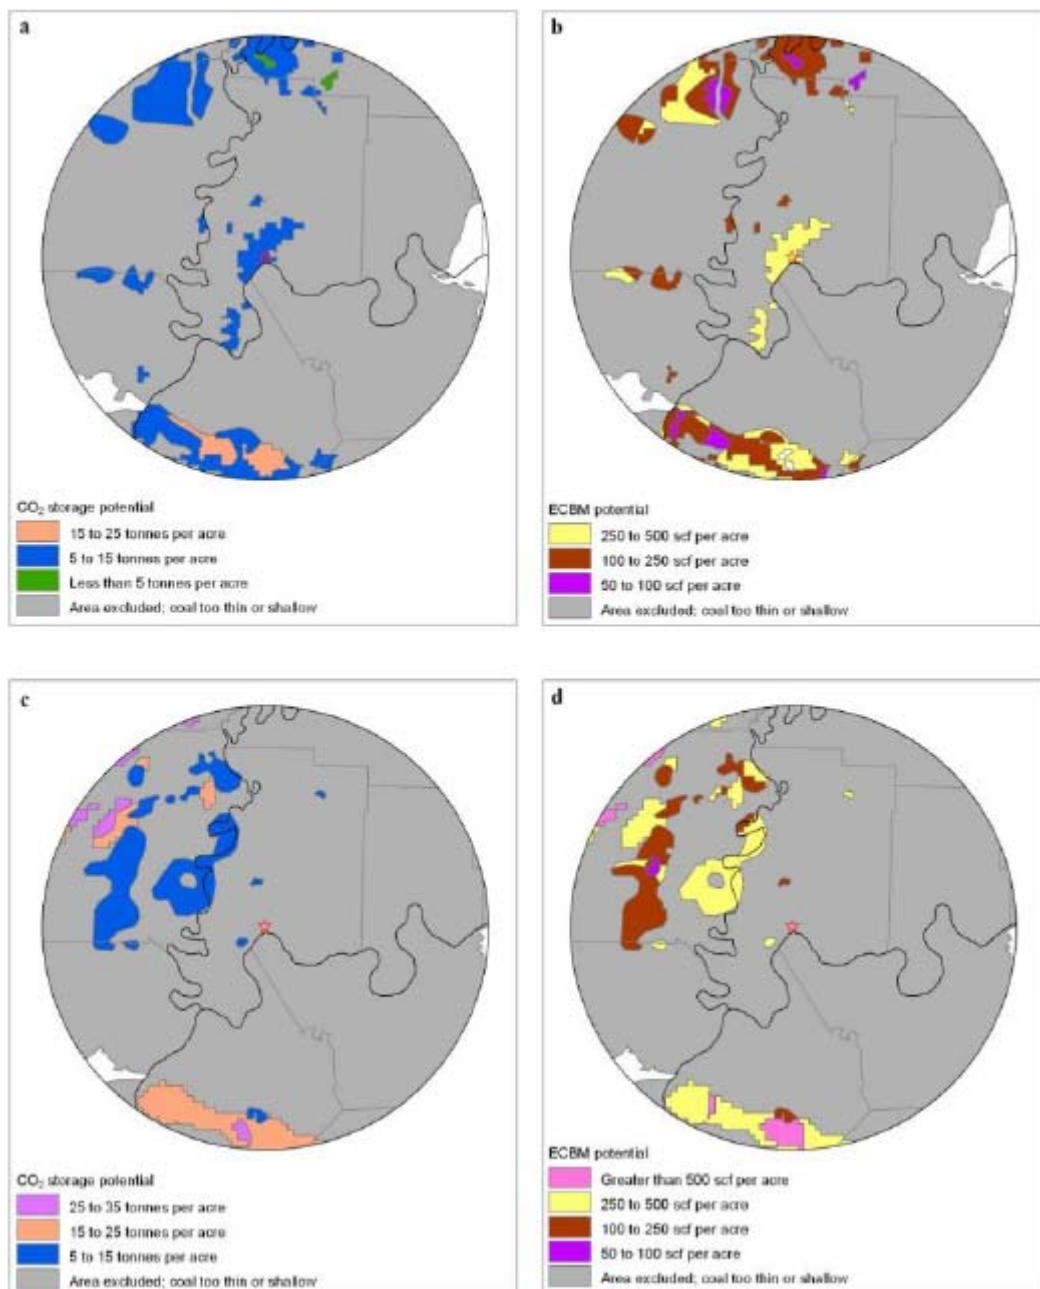 a
CO₂ storage potential
15 to 25 tonnes per acre
5 to 15 tonnes per acre
Less than 5 tonnes per acre
Area excluded; coal too thin or shallow
b
ECBM potential
250 to 500 scf per acre
100 to 250 scf per acre
50 to 100 scf per acre
Area excluded; coal too thin or shallow
c
CO₂ storage potential
25 to 35 tonnes per acre
15 to 25 tonnes per acre
5 to 15 tonnes per acre
Area excluded; coal too thin or shallow
d
ECBM potential
Greater than 500 scf per acre
250 to 500 scf per acre
100 to 250 scf per acre
50 to 100 scf per acre
Area excluded; coal too thin or shallow